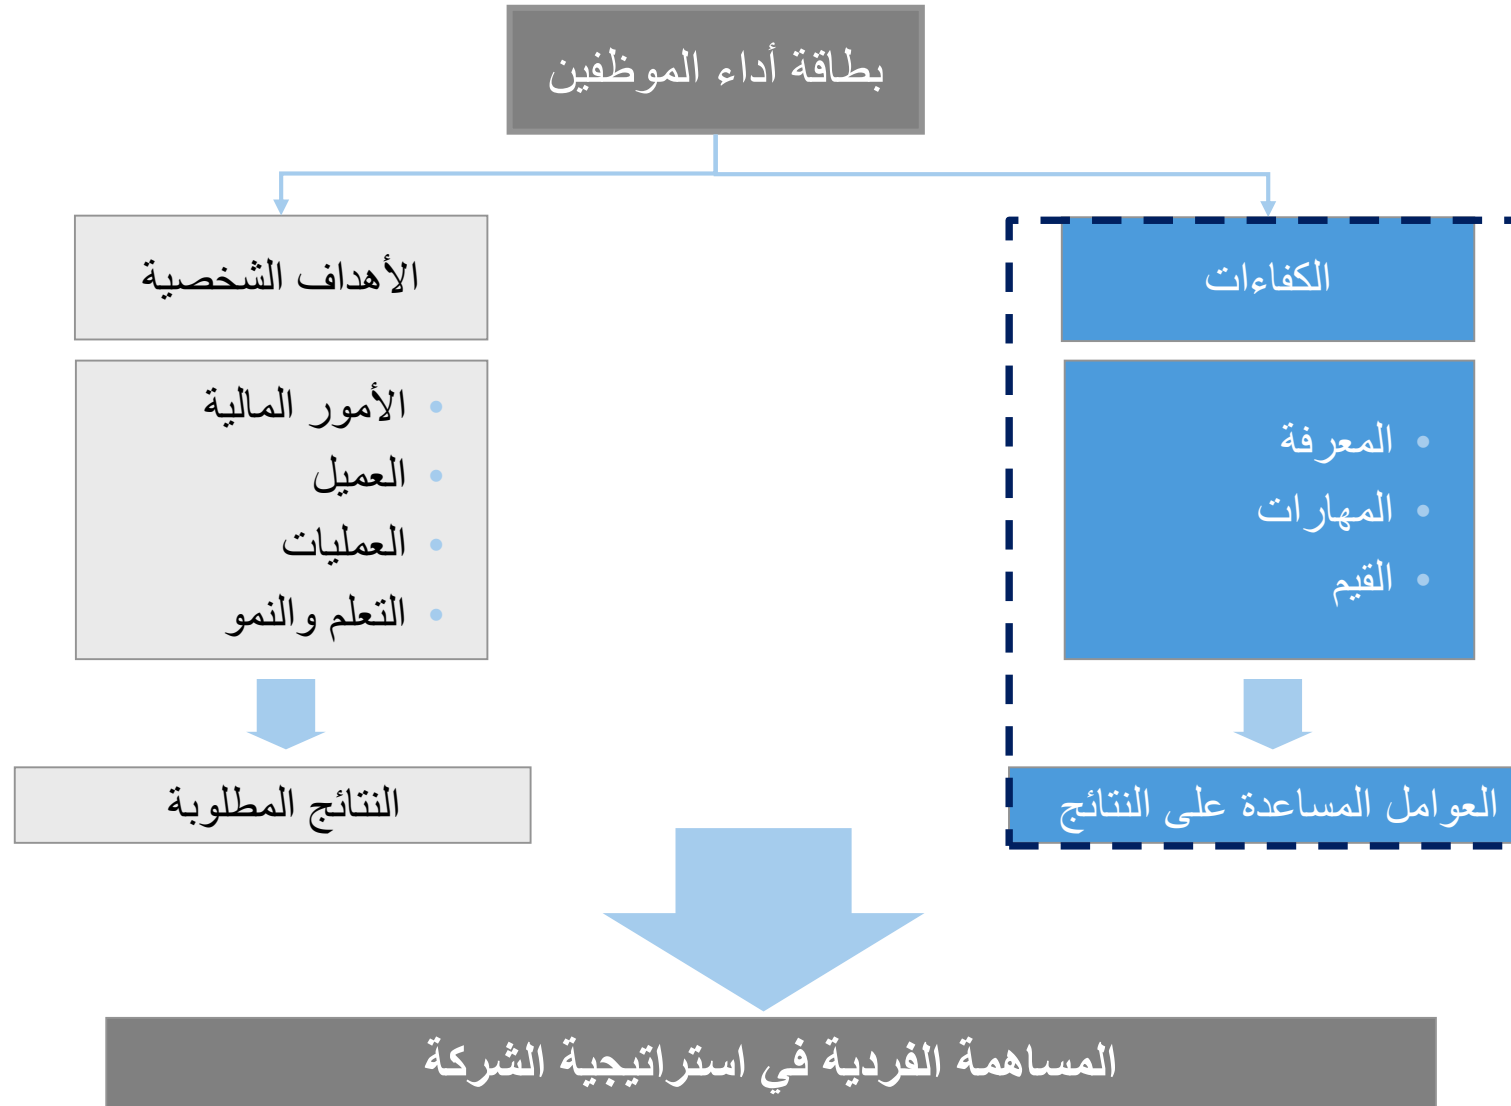 بطاقة أداء الموظفين
الكفاءات
• المعرفة
• المهارات
• القيم
العوامل المساعدة على النتائج
الأهداف الشخصية
• الأمور المالية
• العميل
• العمليات
• التعلم والنمو
النتائج المطلوبة
المساهمة الفردية في استراتيجية الشركة